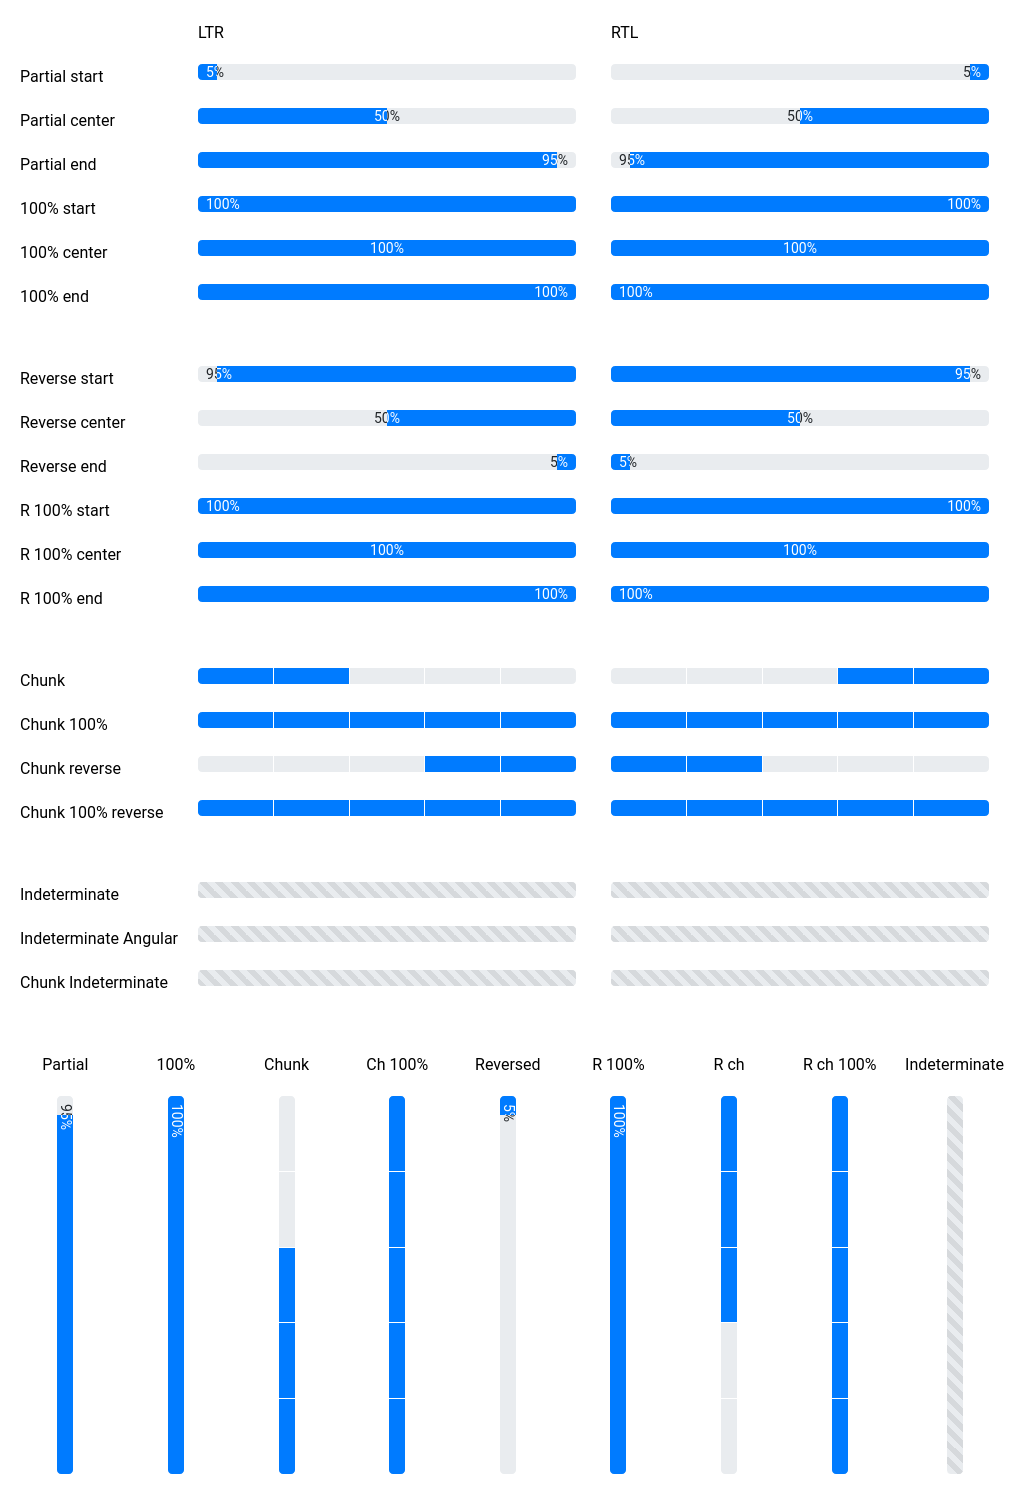 LTR RTL
Partial start 5% 5%
Partial center 50% 50%
Partial end 95% 95%
100% start 100% 100%
100% center 100% 100%
100% end 100% 100%
Reverse start 95% 95%
Reverse center 50% 50%
Reverse end 5% 5%
R 100% start 100% 100%
R 100% center 100% 100%
R 100% end 100% 100%
Chunk
Chunk 100%
Chunk reverse
Chunk 100% reverse
Indeterminate
Indeterminate Angular
Chunk Indeterminate
Partial 100% Chunk Ch 100% Reversed R 100% R ch R ch 100% Indeterminate
95% 100% 5% 100%